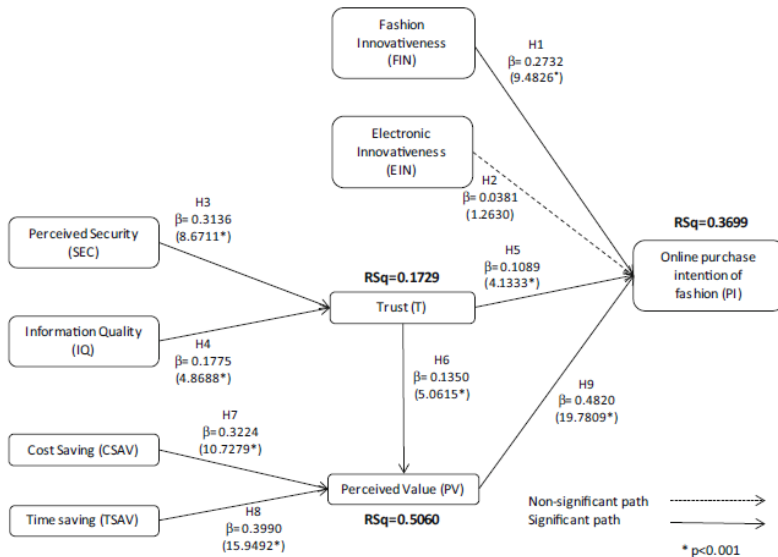 Fashion
Innovativeness
(FIN)
H1
β= 0.2732
(9.4826*)
Electronic
Innovativeness
(EIN)
H2
β= 0.0381
(1.2630)
H3
β= 0.3136
(8.6711*)
Perceived Security
(SEC)
RSq=0.3699
Online purchase
intention of
fashion (PI)
H5
β= 0.1089
(4.1333*)
RSq=0.1729
Trust (T)
Information Quality
(IQ)
H4
β= 0.1775
(4.8688*)
H6
β= 0.1350
(5.0615*)
H9
β= 0.4820
(19.7809*)
H7
β= 0.3224
(10.7279*)
Cost Saving (CSAV)
Perceived Value (PV)
RSq=0.5060
Time saving (TSAV)
H8
β= 0.3990
(15.9492*)
Non-significant path
Significant path
* p<0.001